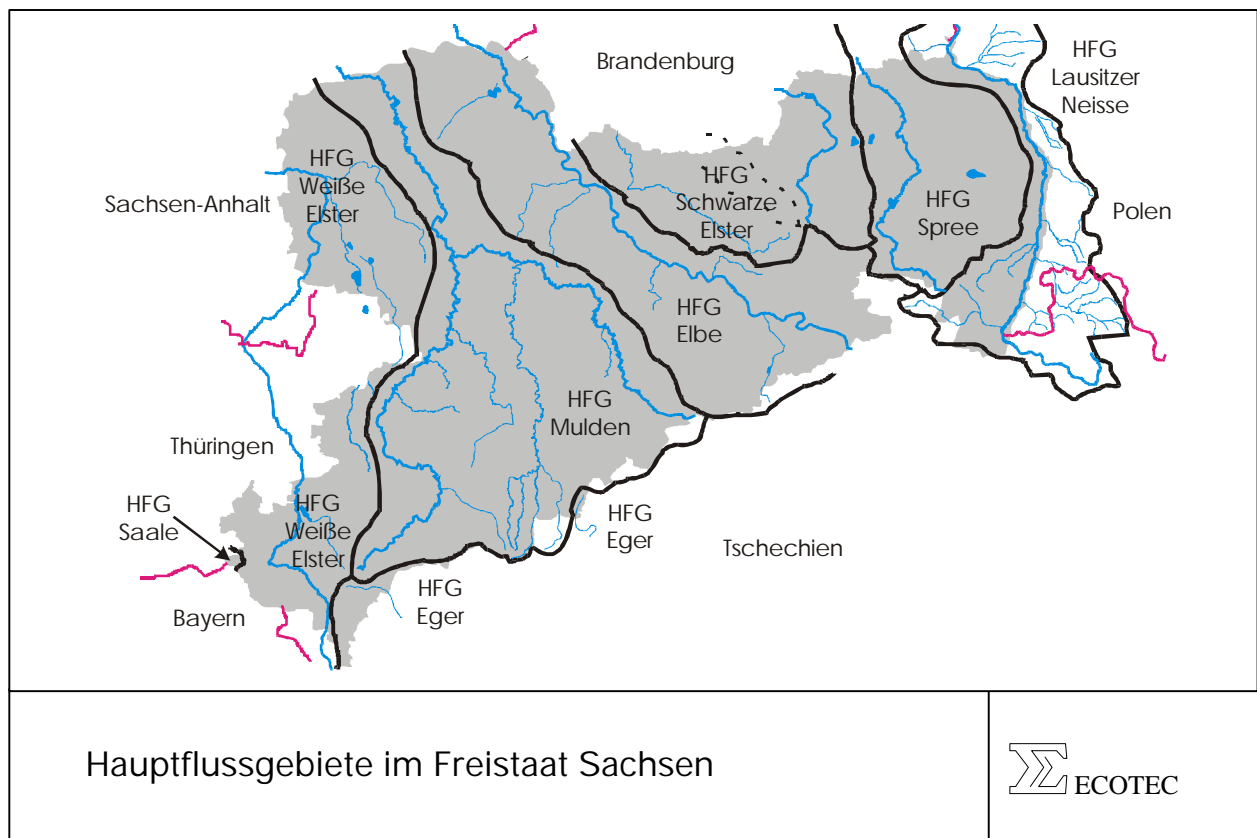 Brandenburg
HFG
Lausitzer
Neisse
HFG
Weiße
Elster
Sachsen-Anhalt
HFG
Schwarze
Elster
HFG
Spree
Polen
HFG
Elbe
HFG
Mulden
Thüringen
HFG
Saale
HFG
Weiße
Elster
HFG
Eger
Tschechien
HFG
Eger
Bayern
Hauptflussgebiete im Freistaat Sachsen
ECOTEC